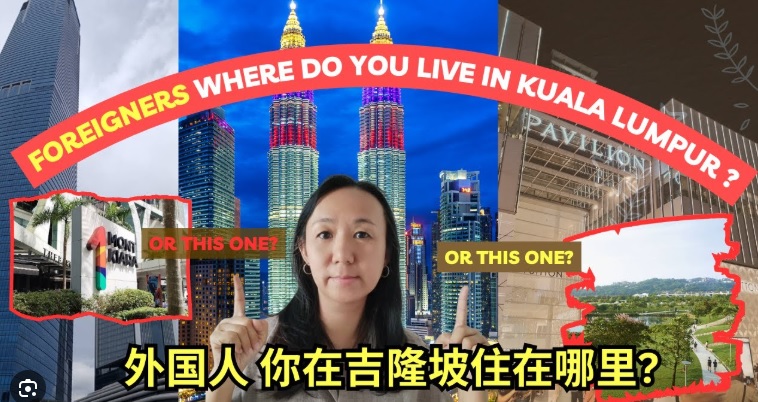 FOREIGNERS WHERE DO YOU LIVE IN KUALA LUMPUR ?
PAVILION
1
MONT
KIARA
OR THIS ONE?
OR THIS ONE?
外国人 你在吉隆坡住在哪里？